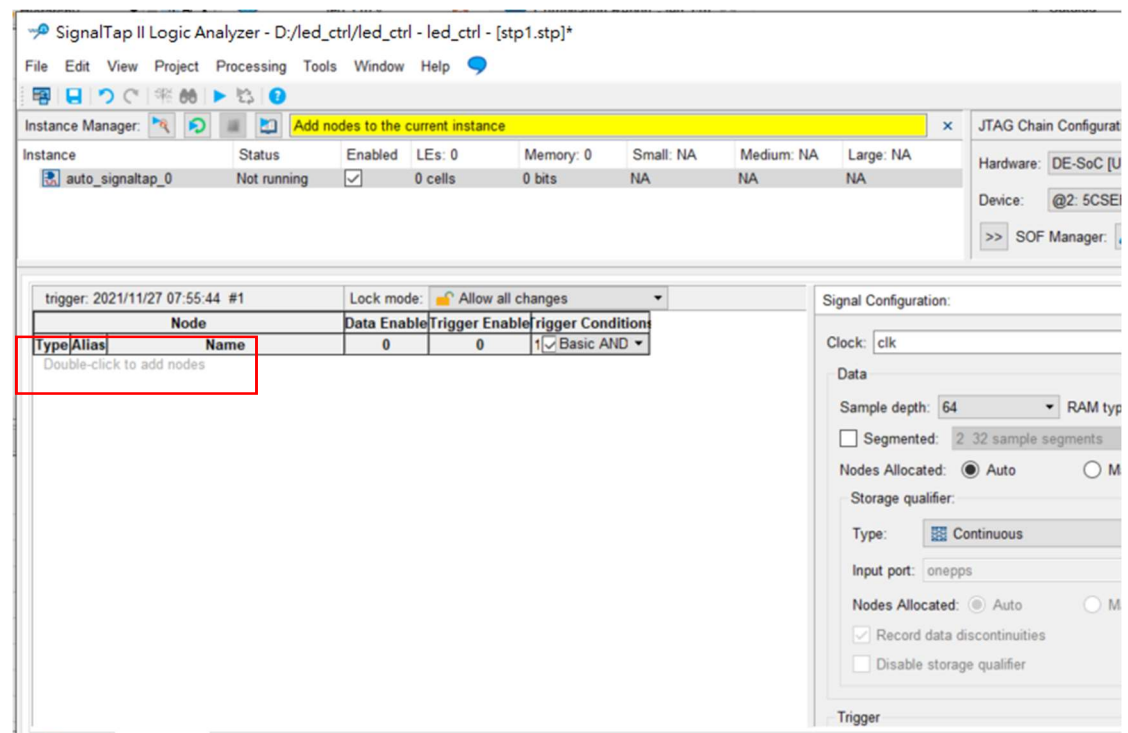 SignalTap II Logic Analyzer - D:/led_ctrl/led_ctrl - led_ctrl - [stp1.stp]*
File Edit View Project Processing Tools Window Help
Instance Manager: Add nodes to the current instance
JTAG Chain Configurat
Instance Status Enabled LEs: 0 Memory: 0 Small: NA Medium: NA Large: NA
Hardware: DE-SoC [U
auto_signaltap_0 Not running 0 cells 0 bits NA NA NA
Device: @2: 5CSE
>> SOF Manager:
trigger: 2021/11/27 07:55:44 #1 Lock mode: Allow all changes
Signal Configuration:
Node Data Enable Trigger Enable Trigger Conditions
Type Alias Name 0 0 1 Basic AND
Double-click to add nodes
Clock: clk
Data
Sample depth: 64 RAM typ
Segmented: 2 32 sample segments
Nodes Allocated: Auto M
Storage qualifier:
Type: Continuous
Input port: onepps
Nodes Allocated: Auto M
Record data discontinuities
Disable storage qualifier
Trigger